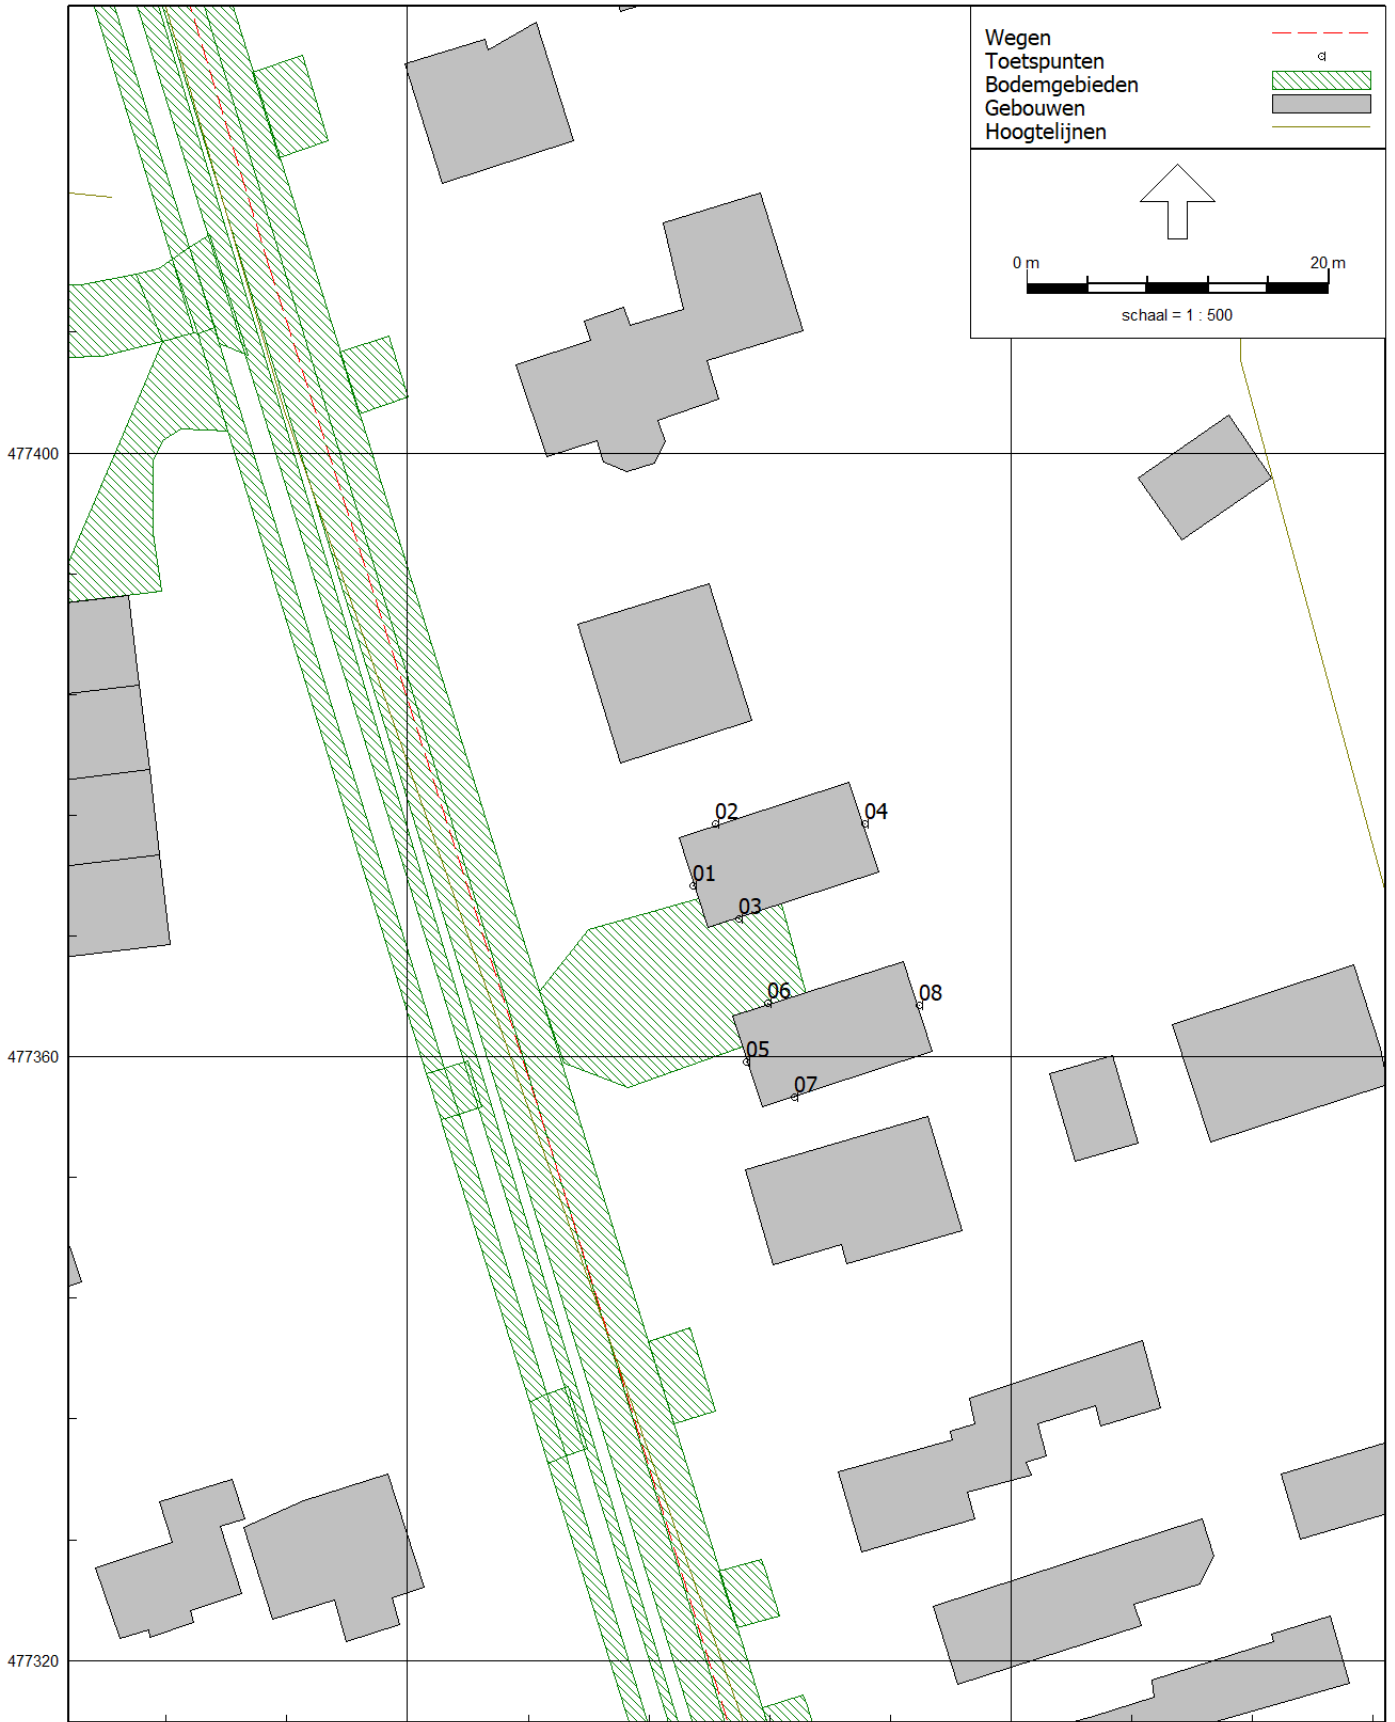 Wegen
Toetspunten
Bodemgebieden
Gebouwen
Hoogtelijnen
0 m 20 m
schaal = 1 : 500
477400
02 04
01
03
06 08
05
477360
07
477320